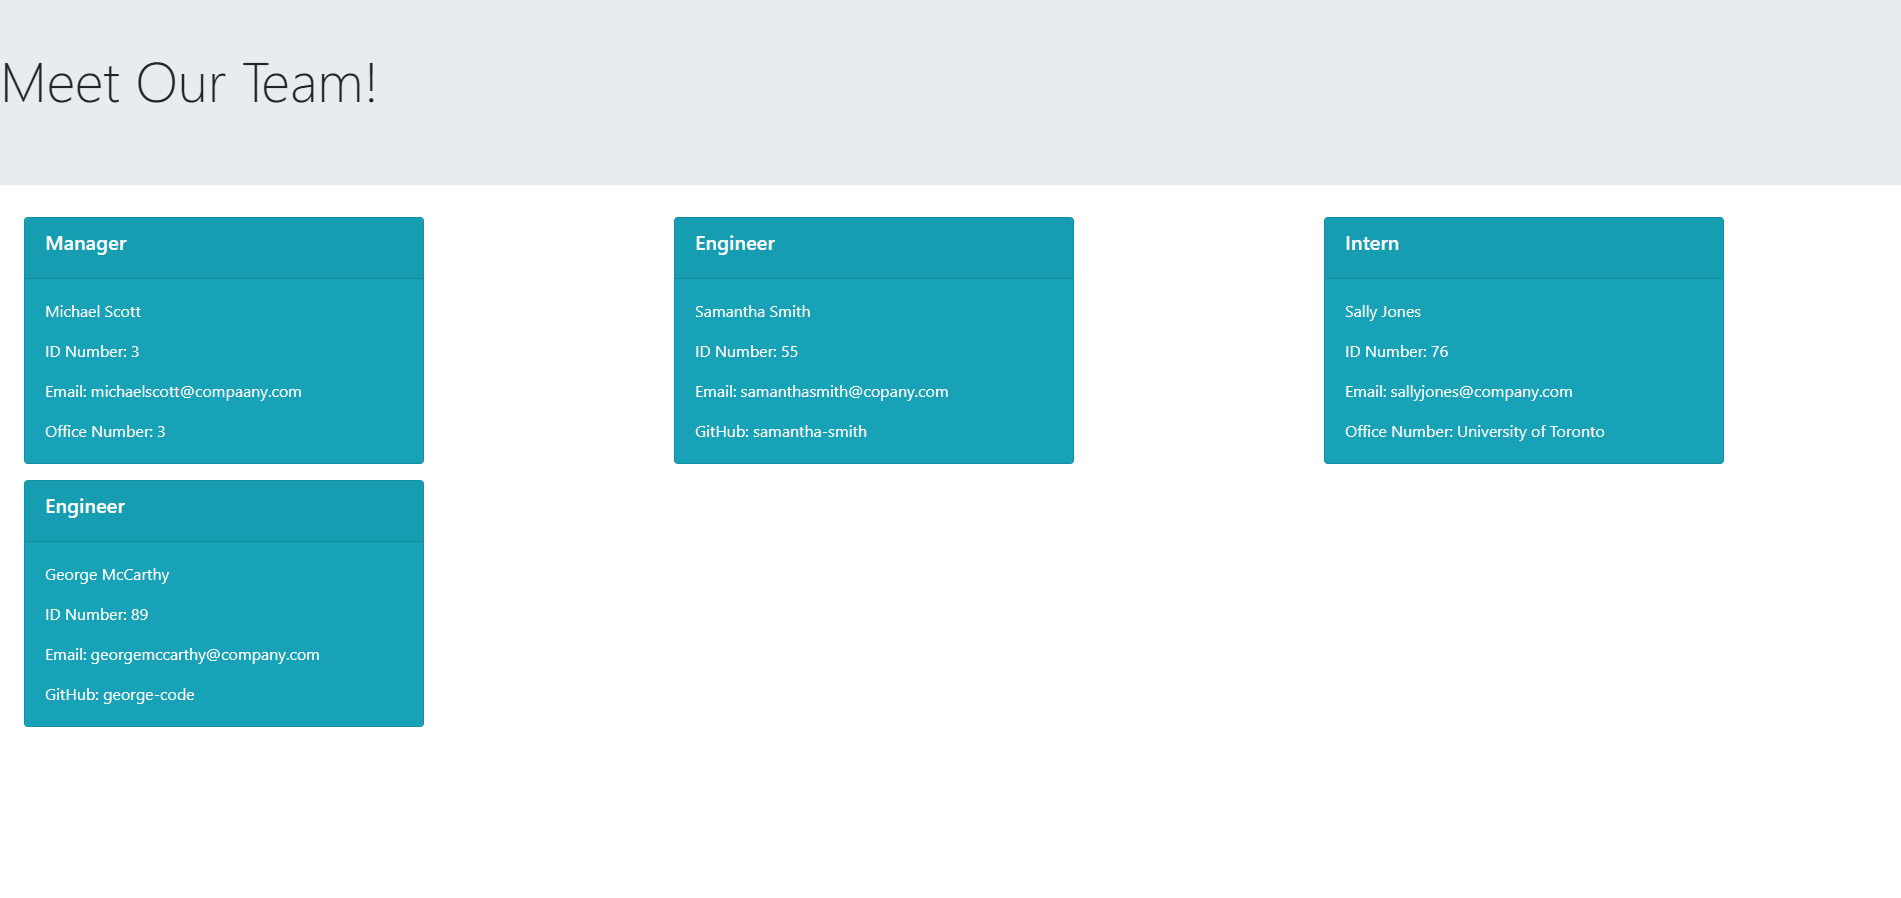 Meet Our Team!
Manager
Michael Scott
ID Number: 3
Email: michaelscott@compaany.com
Office Number: 3
Engineer
Samantha Smith
ID Number: 55
Email: samanthasmith@copany.com
GitHub: samantha-smith
Intern
Sally Jones
ID Number: 76
Email: sallyjones@company.com
Office Number: University of Toronto
Engineer
George McCarthy
ID Number: 89
Email: georgemccarthy@company.com
GitHub: george-code